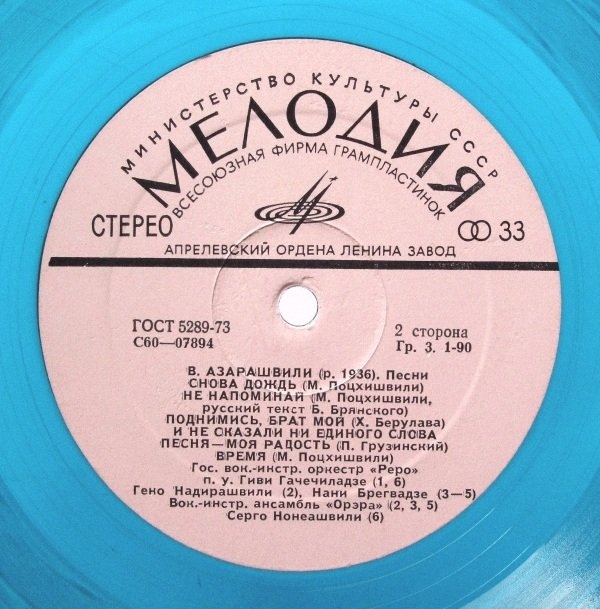 МИНИСТЕРСТВО КУЛЬТУРЫ СССР
МЕЛОДИЯ
ВСЕСОЮЗНАЯ ФИРМА ГРАМПЛАСТИНОК
СТЕРЕО
33
АПРЕЛЕВСКИЙ ОРДЕНА ЛЕНИНА ЗАВОД
ГОСТ 5289-73
С60—07894
2 сторона
Гр. 3. 1-90
В. АЗАРАШВИЛИ (р. 1936). Песни
СНОВА ДОЖДЬ (М. Поцхишвили)
НЕ НАПОМИНАЙ (М. Поцхишвили,
русский текст Б. Брянского)
ПОДНИМИСЬ, БРАТ МОЙ (Х. Берулава)
И НЕ СКАЗАЛИ НИ ЕДИНОГО СЛОВА
ПЕСНЯ—МОЯ РАДОСТЬ (П. Грузинский)
ВРЕМЯ (М. Поцхишвили)
Гос. вок.-инстр. оркестр «Реро»
п. у. Гиви Гачечиладзе (1, 6)
Гено Надирашвили (2), Нани Брегвадзе (3—5)
Вок.-инстр. ансамбль «Орэра» (2, 3, 5)
Серго Нонеашвили (6)